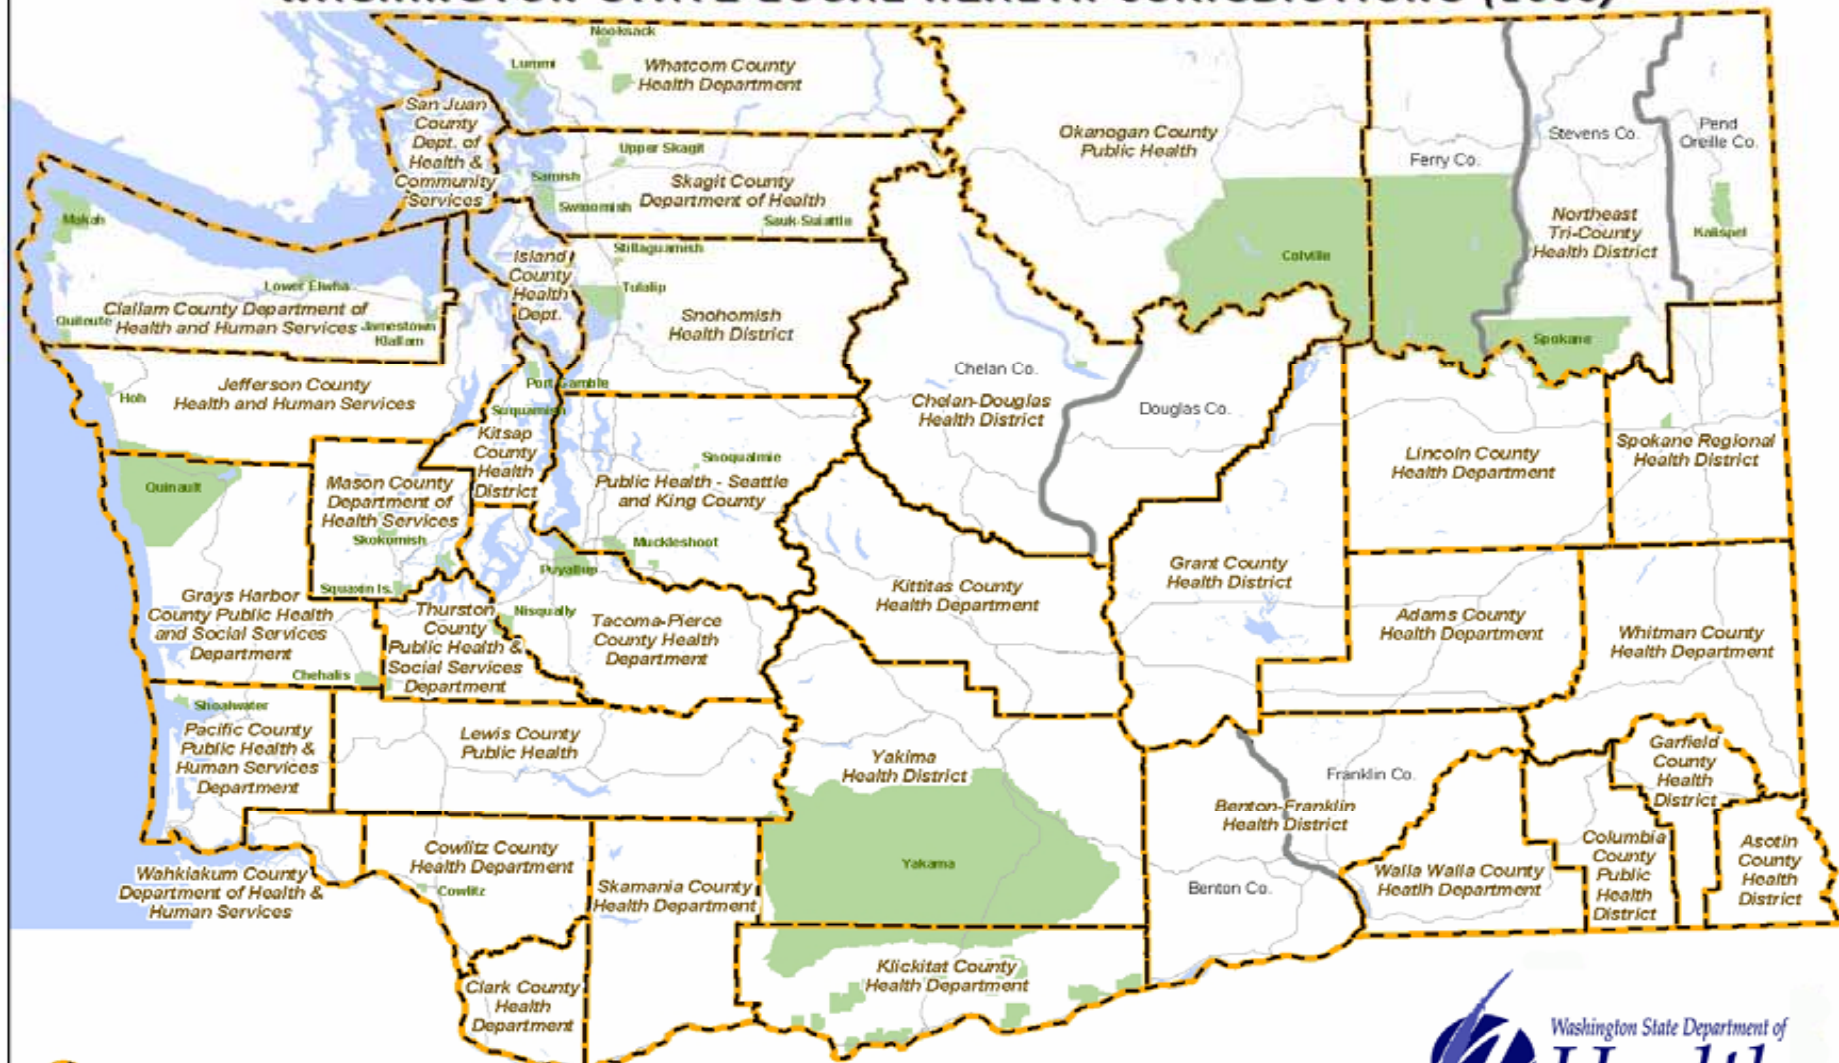 WASHINGTON STATE LOCAL HEALTH JURISDICTIONS
Nooksack
Lummi
Whatcom County
Health Department
San Juan
County
Dept. of
Health &
Community
Services
Okanogan County
Public Health
Ferry Co.
Stevens Co.
Pend
Oreille Co.
Upper Skagit
Samish
Skagit County
Department of Health
Swinomish
Sauk-Suiattle
Makah
Northeast
Tri-County
Health District
Kalispel
Stillaguamish
Island
County
Health
Dept.
Tulalip
Colville
Lower Elwha
Clallam County Department of
Health and Human Services
Quileute
Jamestown
Klallam
Snohomish
Health District
Spokane
Jefferson County
Health and Human Services
Hoh
Port Gamble
Suquamish
Chelan Co.
Chelan-Douglas
Health District
Douglas Co.
Kitsap
County
Health
District
Snoqualmie
Public Health - Seattle
and King County
Lincoln County
Health Department
Spokane Regional
Health District
Quinault
Mason County
Department of
Health Services
Skokomish
Muckleshoot
Puyallup
Squaxin Is.
Grays Harbor
County Public Health
and Social Services
Department
Thurston
County
Public Health &
Social Services
Department
Nisqually
Tacoma-Pierce
County Health
Department
Kittitas County
Health Department
Grant County
Health District
Adams County
Health Department
Whitman County
Health Department
Chehalis
Shoalwater
Pacific County
Public Health &
Human Services
Department
Lewis County
Public Health
Yakima
Health District
Franklin Co.
Benton-Franklin
Health District
Garfield
County
Health
District
Wahkiakum County
Department of Health &
Human Services
Cowlitz County
Health Department
Cowlitz
Skamania County
Health Department
Yakama
Benton Co.
Walla Walla County
Heatlh Department
Columbia
County
Public
Health
District
Asotin
County
Health
District
Clark County
Health
Department
Klickitat County
Health Department
Washington State Department of
Health